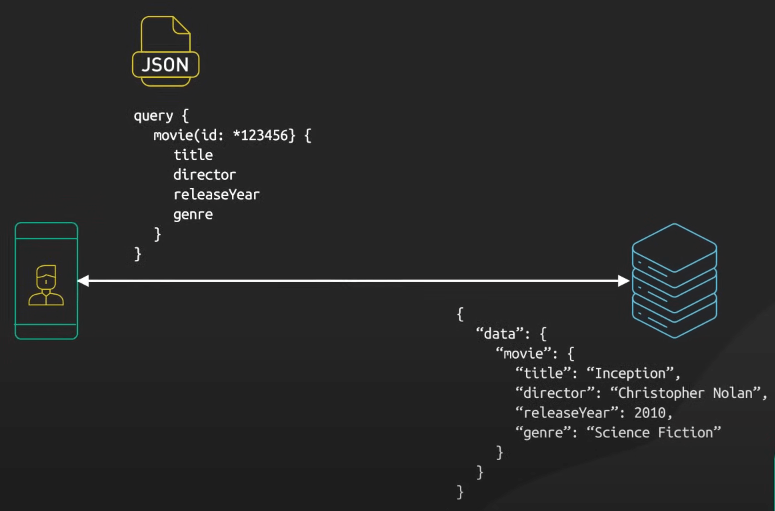 JSON
query {
movie(id: *123456} {
title
director
releaseYear
genre
}
}
{
“data”: {
“movie”: {
“title”: “Inception”,
“director”: “Christopher Nolan”,
“releaseYear”: 2010,
“genre”: “Science Fiction”
}
}
}